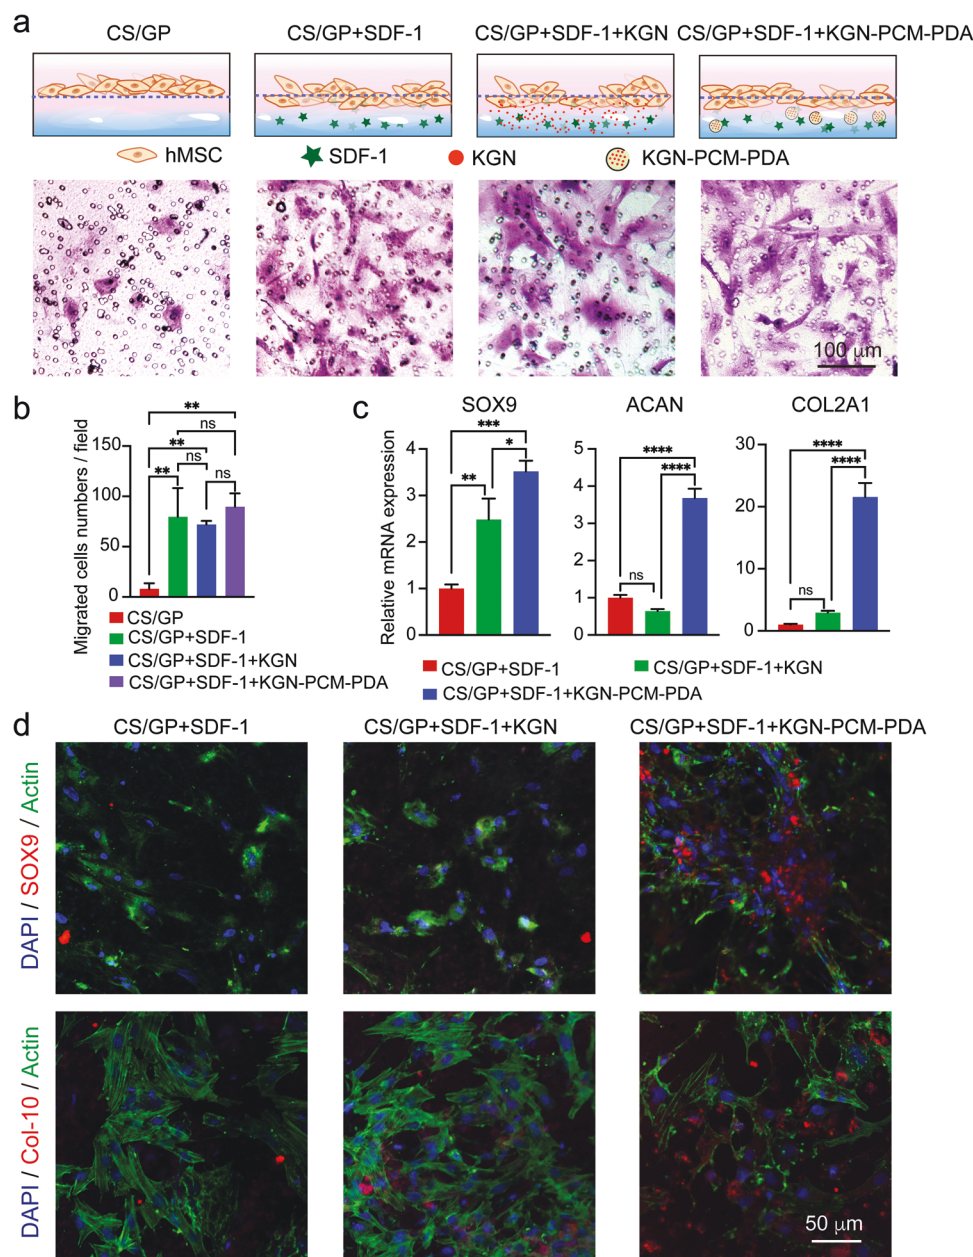 a
CS/GP
CS/GP+SDF-1
CS/GP+SDF-1+KGN
CS/GP+SDF-1+KGN-PCM-PDA
hMSC
SDF-1
KGN
KGN-PCM-PDA
100 μm
b
Migrated cells numbers / field
150
100
50
0
**
ns
**
ns
**
ns
CS/GP
CS/GP+SDF-1
CS/GP+SDF-1+KGN
CS/GP+SDF-1+KGN-PCM-PDA
c
Relative mRNA expression
SOX9
4
3
2
1
0
***
*
**
ACAN
5
4
3
2
1
0
****
****
ns
COL2A1
30
20
10
0
****
****
ns
CS/GP+SDF-1
CS/GP+SDF-1+KGN
CS/GP+SDF-1+KGN-PCM-PDA
d
CS/GP+SDF-1
CS/GP+SDF-1+KGN
CS/GP+SDF-1+KGN-PCM-PDA
DAPI / SOX9 / Actin
DAPI / Col-10 / Actin
50 μm